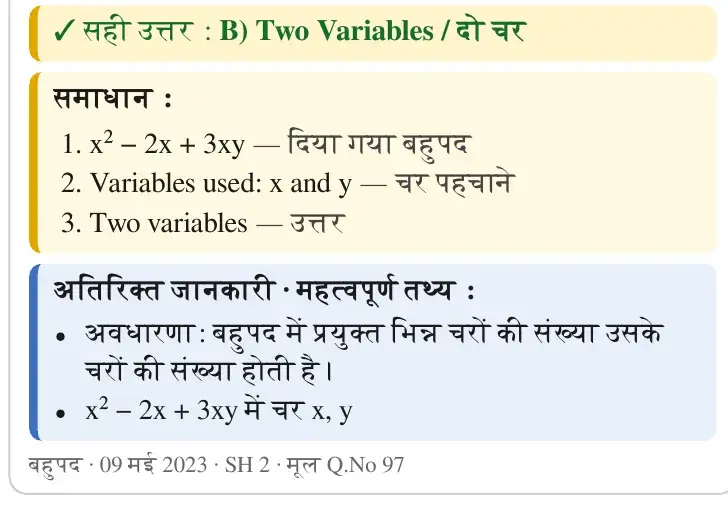 ✓ सही उत्तर : B) Two Variables / दो चर
समाधान :
1. x² − 2x + 3xy — दिया गया बहुपद
2. Variables used: x and y — चर पहचाने
3. Two variables — उत्तर
अतिरिक्त जानकारी · महत्वपूर्ण तथ्य :
• अवधारणा : बहुपद में प्रयुक्त भिन्न चरों की संख्या उसके
चरों की संख्या होती है।
• x² − 2x + 3xy में चर x, y
बहुपद · 09 मई 2023 · SH 2 · मूल Q.No 97